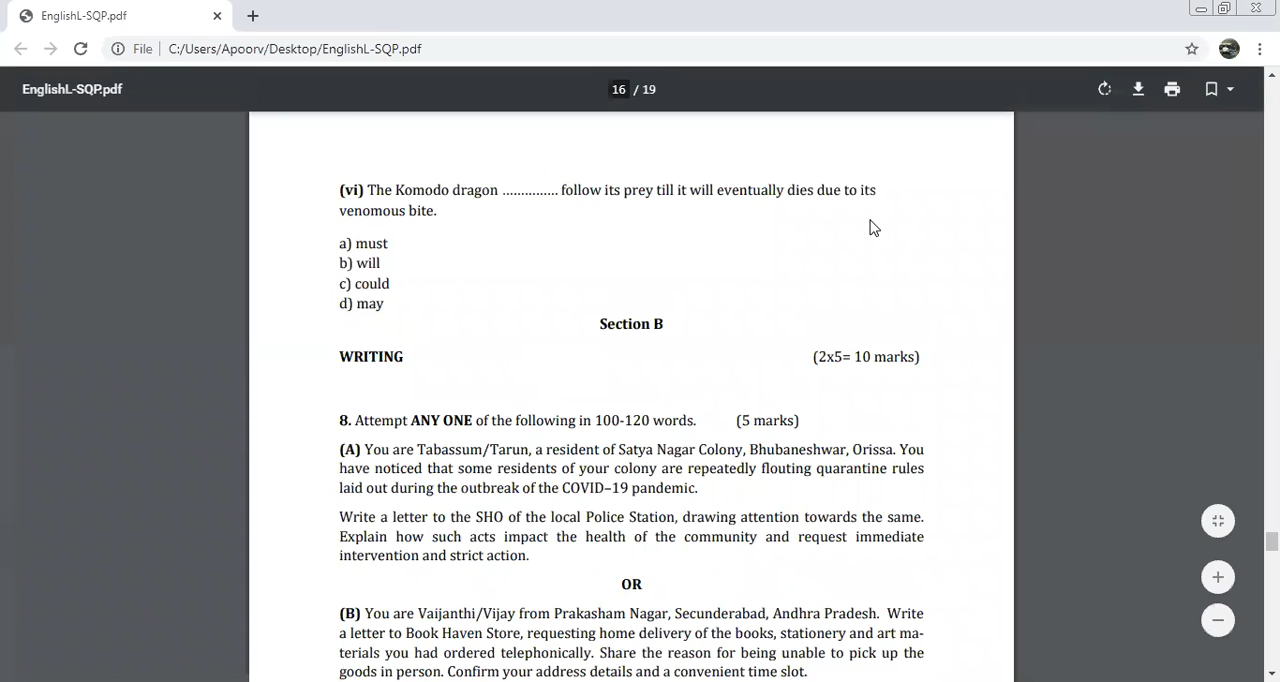 EnglishL-SQP.pdf
File | C:/Users/Apoorv/Desktop/EnglishL-SQP.pdf
EnglishL-SQP.pdf
16 / 19
(vi) The Komodo dragon ............... follow its prey till it will eventually dies due to its
venomous bite.
a) must
b) will
c) could
d) may
Section B
WRITING (2x5= 10 marks)
8. Attempt ANY ONE of the following in 100-120 words. (5 marks)
(A) You are Tabassum/Tarun, a resident of Satya Nagar Colony, Bhubaneshwar, Orissa. You
have noticed that some residents of your colony are repeatedly flouting quarantine rules
laid out during the outbreak of the COVID–19 pandemic.
Write a letter to the SHO of the local Police Station, drawing attention towards the same.
Explain how such acts impact the health of the community and request immediate
intervention and strict action.
OR
(B) You are Vaijanthi/Vijay from Prakasham Nagar, Secunderabad, Andhra Pradesh. Write
a letter to Book Haven Store, requesting home delivery of the books, stationery and art ma-
terials you had ordered telephonically. Share the reason for being unable to pick up the
goods in person. Confirm your address details and a convenient time slot.